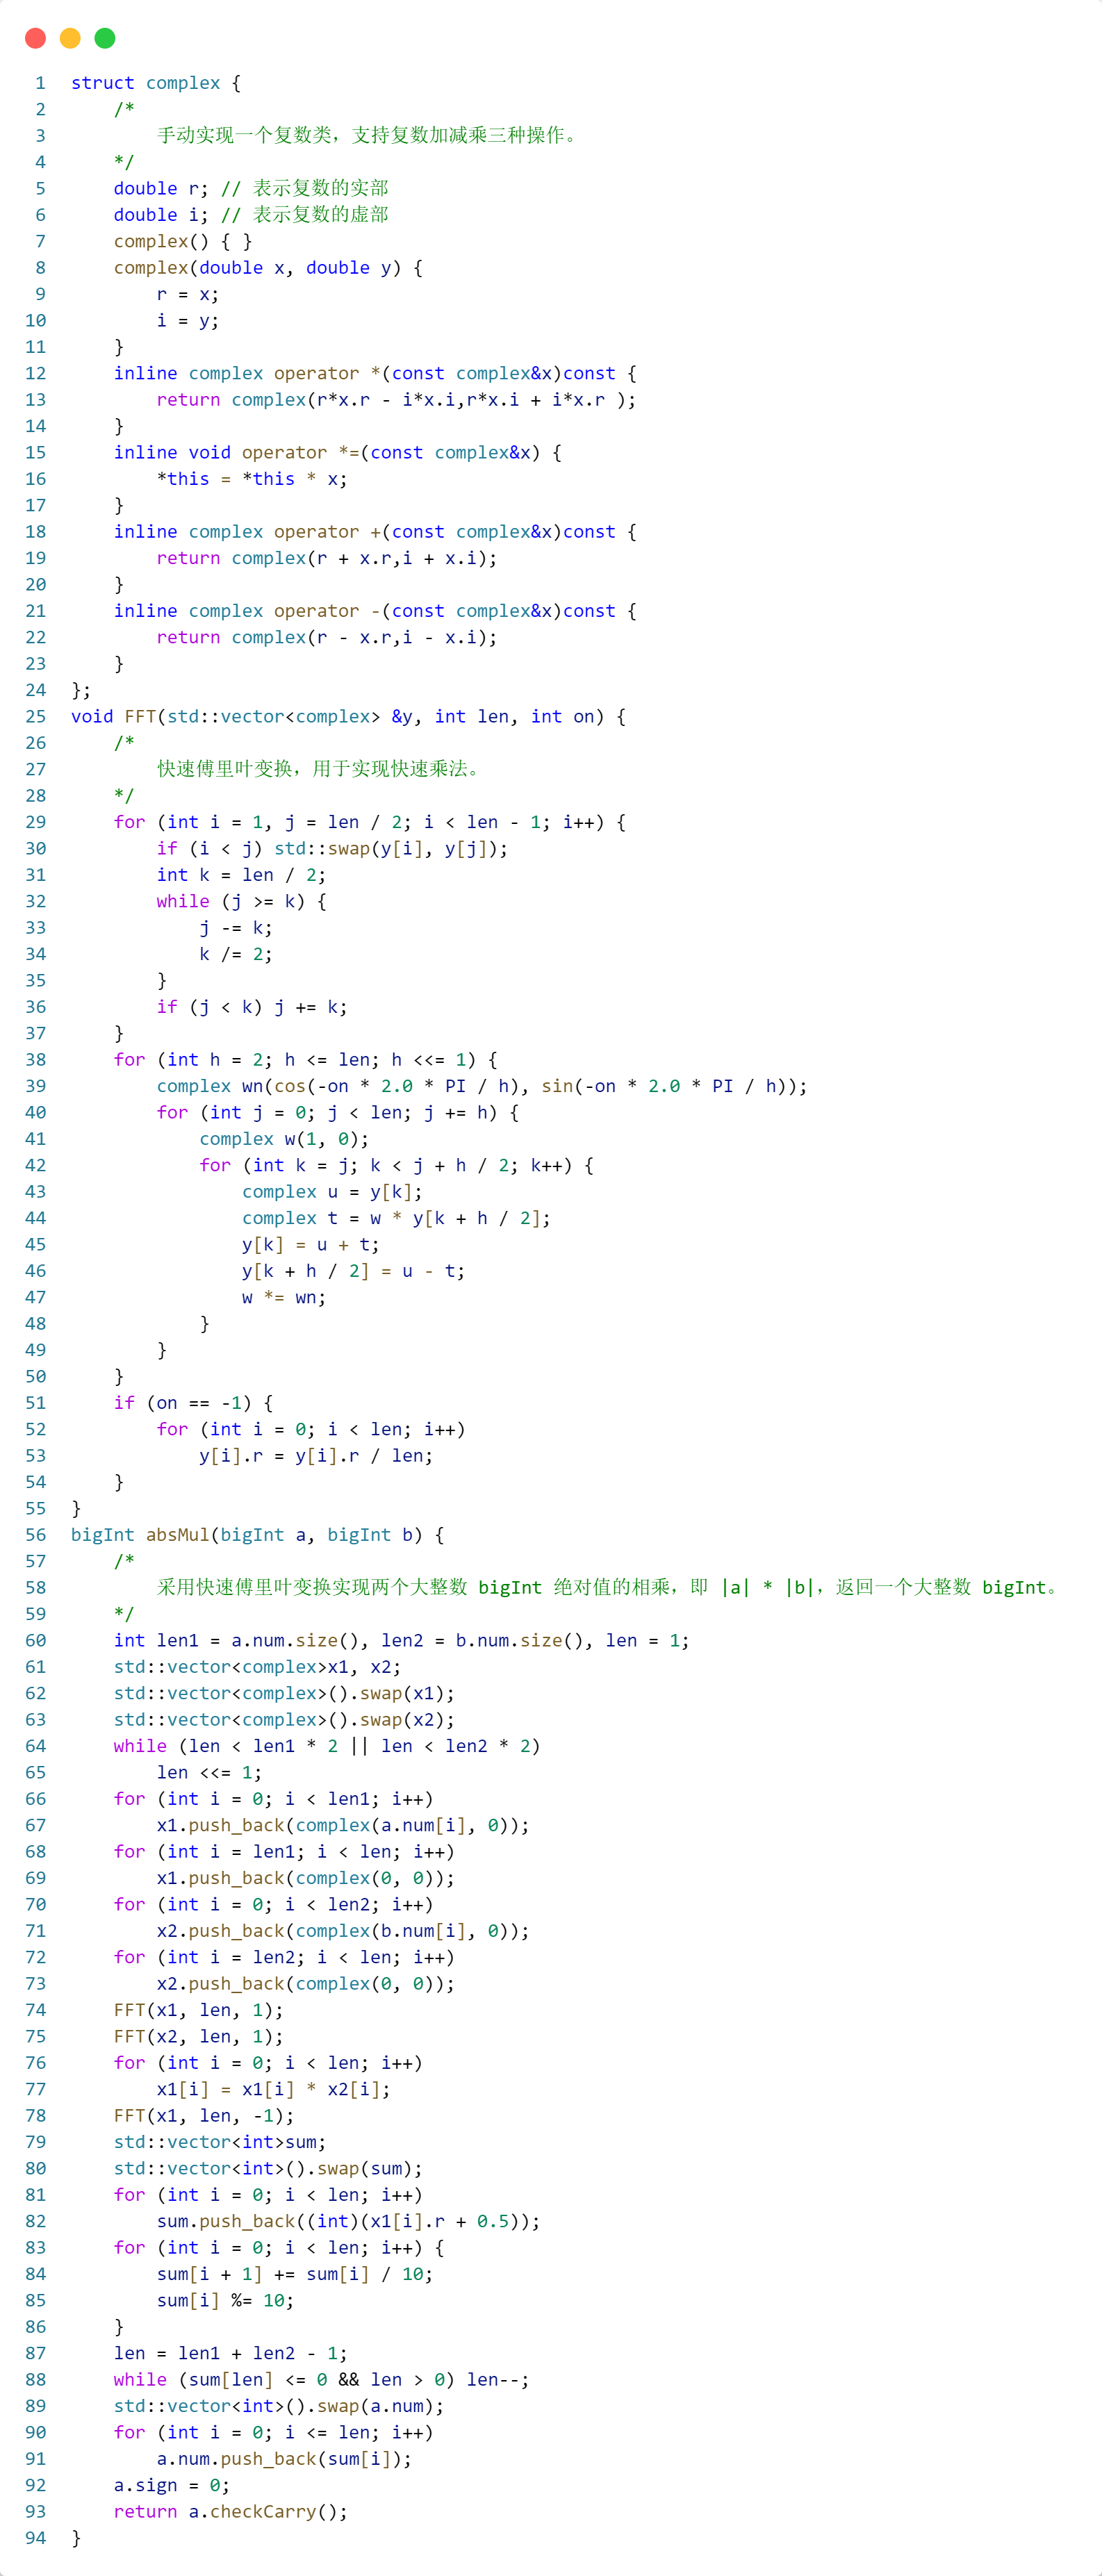 1 struct complex {
2     /*
3         手动实现一个复数类，支持复数加减乘三种操作。
4     */
5     double r; // 表示复数的实部
6     double i; // 表示复数的虚部
7     complex() { }
8     complex(double x, double y) {
9         r = x;
10         i = y;
11     }
12     inline complex operator *(const complex&x)const {
13         return complex(r*x.r - i*x.i,r*x.i + i*x.r );
14     }
15     inline void operator *=(const complex&x) {
16         *this = *this * x;
17     }
18     inline complex operator +(const complex&x)const {
19         return complex(r + x.r,i + x.i);
20     }
21     inline complex operator -(const complex&x)const {
22         return complex(r - x.r,i - x.i);
23     }
24 };
25 void FFT(std::vector<complex> &y, int len, int on) {
26     /*
27         快速傅里叶变换，用于实现快速乘法。
28     */
29     for (int i = 1, j = len / 2; i < len - 1; i++) {
30         if (i < j) std::swap(y[i], y[j]);
31         int k = len / 2;
32         while (j >= k) {
33             j -= k;
34             k /= 2;
35         }
36         if (j < k) j += k;
37     }
38     for (int h = 2; h <= len; h <<= 1) {
39         complex wn(cos(-on * 2.0 * PI / h), sin(-on * 2.0 * PI / h));
40         for (int j = 0; j < len; j += h) {
41             complex w(1, 0);
42             for (int k = j; k < j + h / 2; k++) {
43                 complex u = y[k];
44                 complex t = w * y[k + h / 2];
45                 y[k] = u + t;
46                 y[k + h / 2] = u - t;
47                 w *= wn;
48             }
49         }
50     }
51     if (on == -1) {
52         for (int i = 0; i < len; i++)
53             y[i].r = y[i].r / len;
54     }
55 }
56 bigInt absMul(bigInt a, bigInt b) {
57     /*
58         采用快速傅里叶变换实现两个大整数 bigInt 绝对值的相乘，即 |a| * |b|，返回一个大整数 bigInt。
59     */
60     int len1 = a.num.size(), len2 = b.num.size(), len = 1;
61     std::vector<complex>x1, x2;
62     std::vector<complex>().swap(x1);
63     std::vector<complex>().swap(x2);
64     while (len < len1 * 2 || len < len2 * 2)
65         len <<= 1;
66     for (int i = 0; i < len1; i++)
67         x1.push_back(complex(a.num[i], 0));
68     for (int i = len1; i < len; i++)
69         x1.push_back(complex(0, 0));
70     for (int i = 0; i < len2; i++)
71         x2.push_back(complex(b.num[i], 0));
72     for (int i = len2; i < len; i++)
73         x2.push_back(complex(0, 0));
74     FFT(x1, len, 1);
75     FFT(x2, len, 1);
76     for (int i = 0; i < len; i++)
77         x1[i] = x1[i] * x2[i];
78     FFT(x1, len, -1);
79     std::vector<int>sum;
80     std::vector<int>().swap(sum);
81     for (int i = 0; i < len; i++)
82         sum.push_back((int)(x1[i].r + 0.5));
83     for (int i = 0; i < len; i++) {
84         sum[i + 1] += sum[i] / 10;
85         sum[i] %= 10;
86     }
87     len = len1 + len2 - 1;
88     while (sum[len] <= 0 && len > 0) len--;
89     std::vector<int>().swap(a.num);
90     for (int i = 0; i <= len; i++)
91         a.num.push_back(sum[i]);
92     a.sign = 0;
93     return a.checkCarry();
94 }